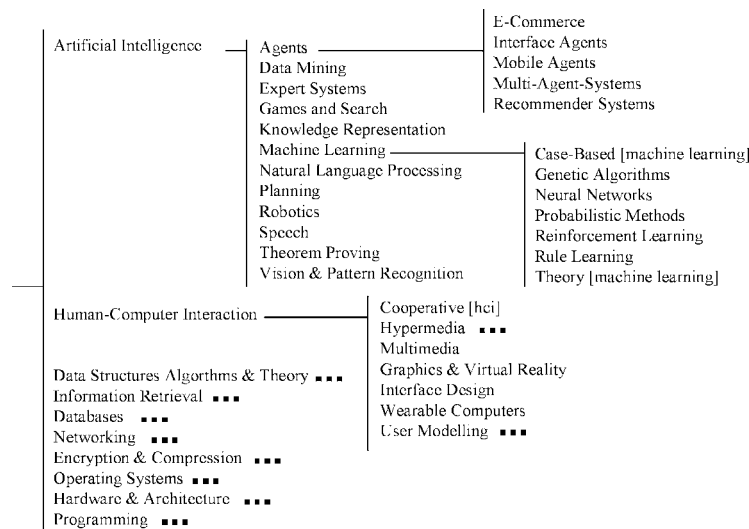 Artificial Intelligence
Agents
Data Mining
Expert Systems
Games and Search
Knowledge Representation
Machine Learning
Natural Language Processing
Planning
Robotics
Speech
Theorem Proving
Vision & Pattern Recognition
E-Commerce
Interface Agents
Mobile Agents
Multi-Agent-Systems
Recommender Systems
Case-Based [machine learning]
Genetic Algorithms
Neural Networks
Probabilistic Methods
Reinforcement Learning
Rule Learning
Theory [machine learning]
Human-Computer Interaction
Cooperative [hci]
Hypermedia ...
Multimedia
Graphics & Virtual Reality
Interface Design
Wearable Computers
User Modelling ...
Data Structures Algorthms & Theory ...
Information Retrieval ...
Databases ...
Networking ...
Encryption & Compression ...
Operating Systems ...
Hardware & Architecture ...
Programming ...